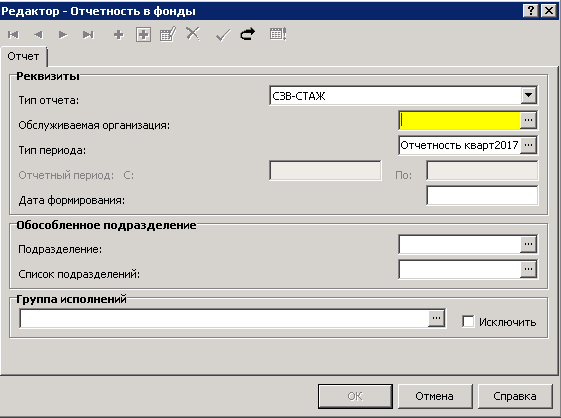 Редактор - Отчетность в фонды
Отчет
Реквизиты
Тип отчета: СЗВ-СТАЖ
Обслуживаемая организация: ...
Тип периода: Отчетность кварт2017 ...
Отчетный период: С: По:
Дата формирования:
Обособленное подразделение
Подразделение: ...
Список подразделений: ...
Группа исполнений
... Исключить
ОК Отмена Справка